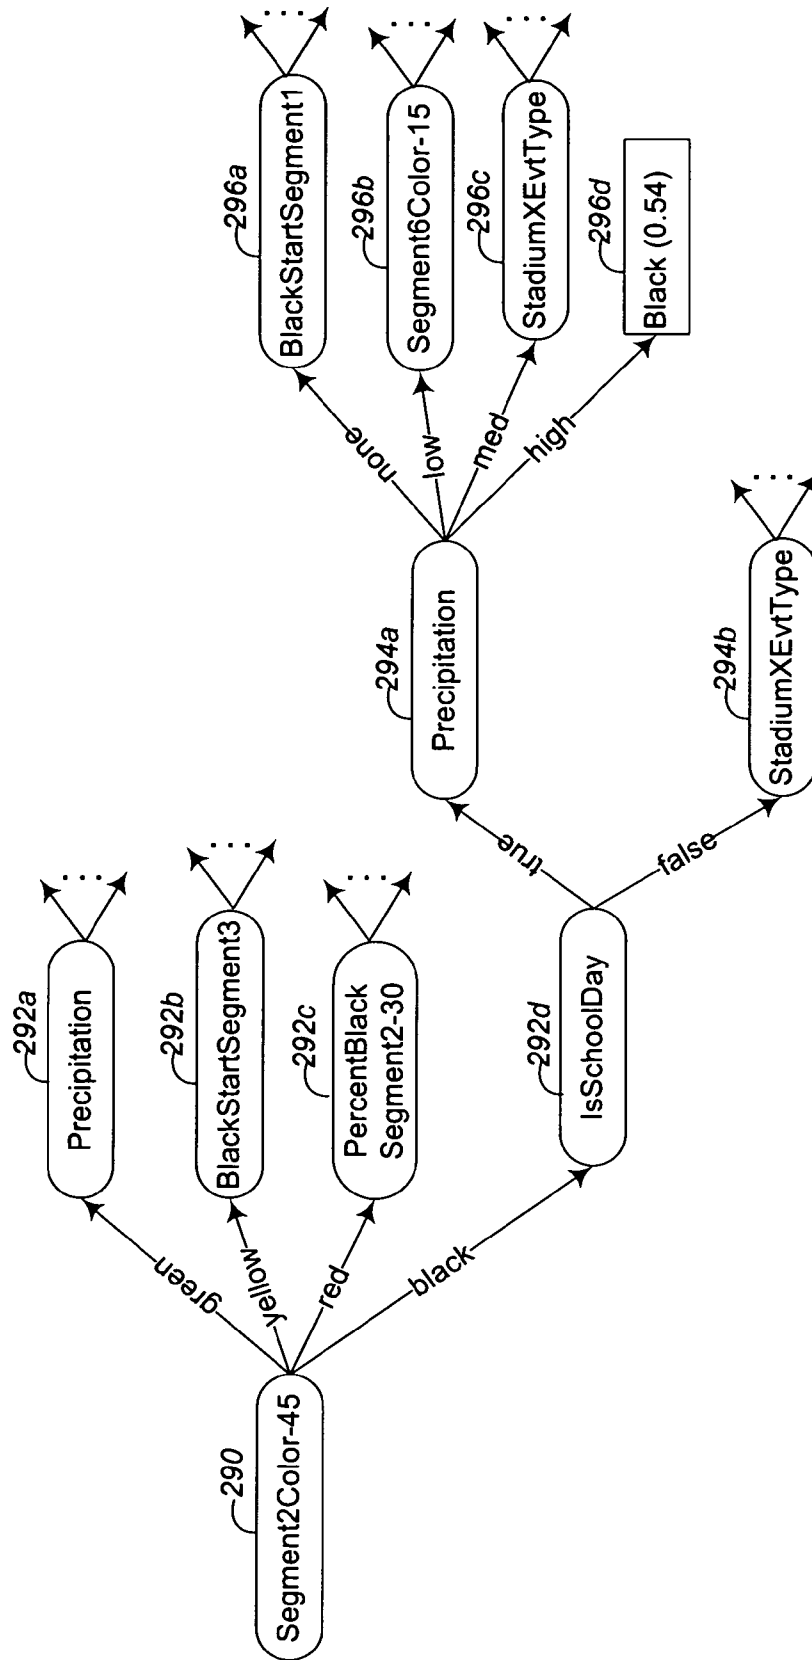 290
Segment2Color-45
green
yellow
red
black
292a
Precipitation
292b
BlackStartSegment3
292c
PercentBlack
Segment2-30
292d
IsSchoolDay
true
false
294a
Precipitation
294b
StadiumXEvtType
none
low
med
high
296a
BlackStartSegment1
296b
Segment6Color-15
296c
StadiumXEvtType
296d
Black (0.54)